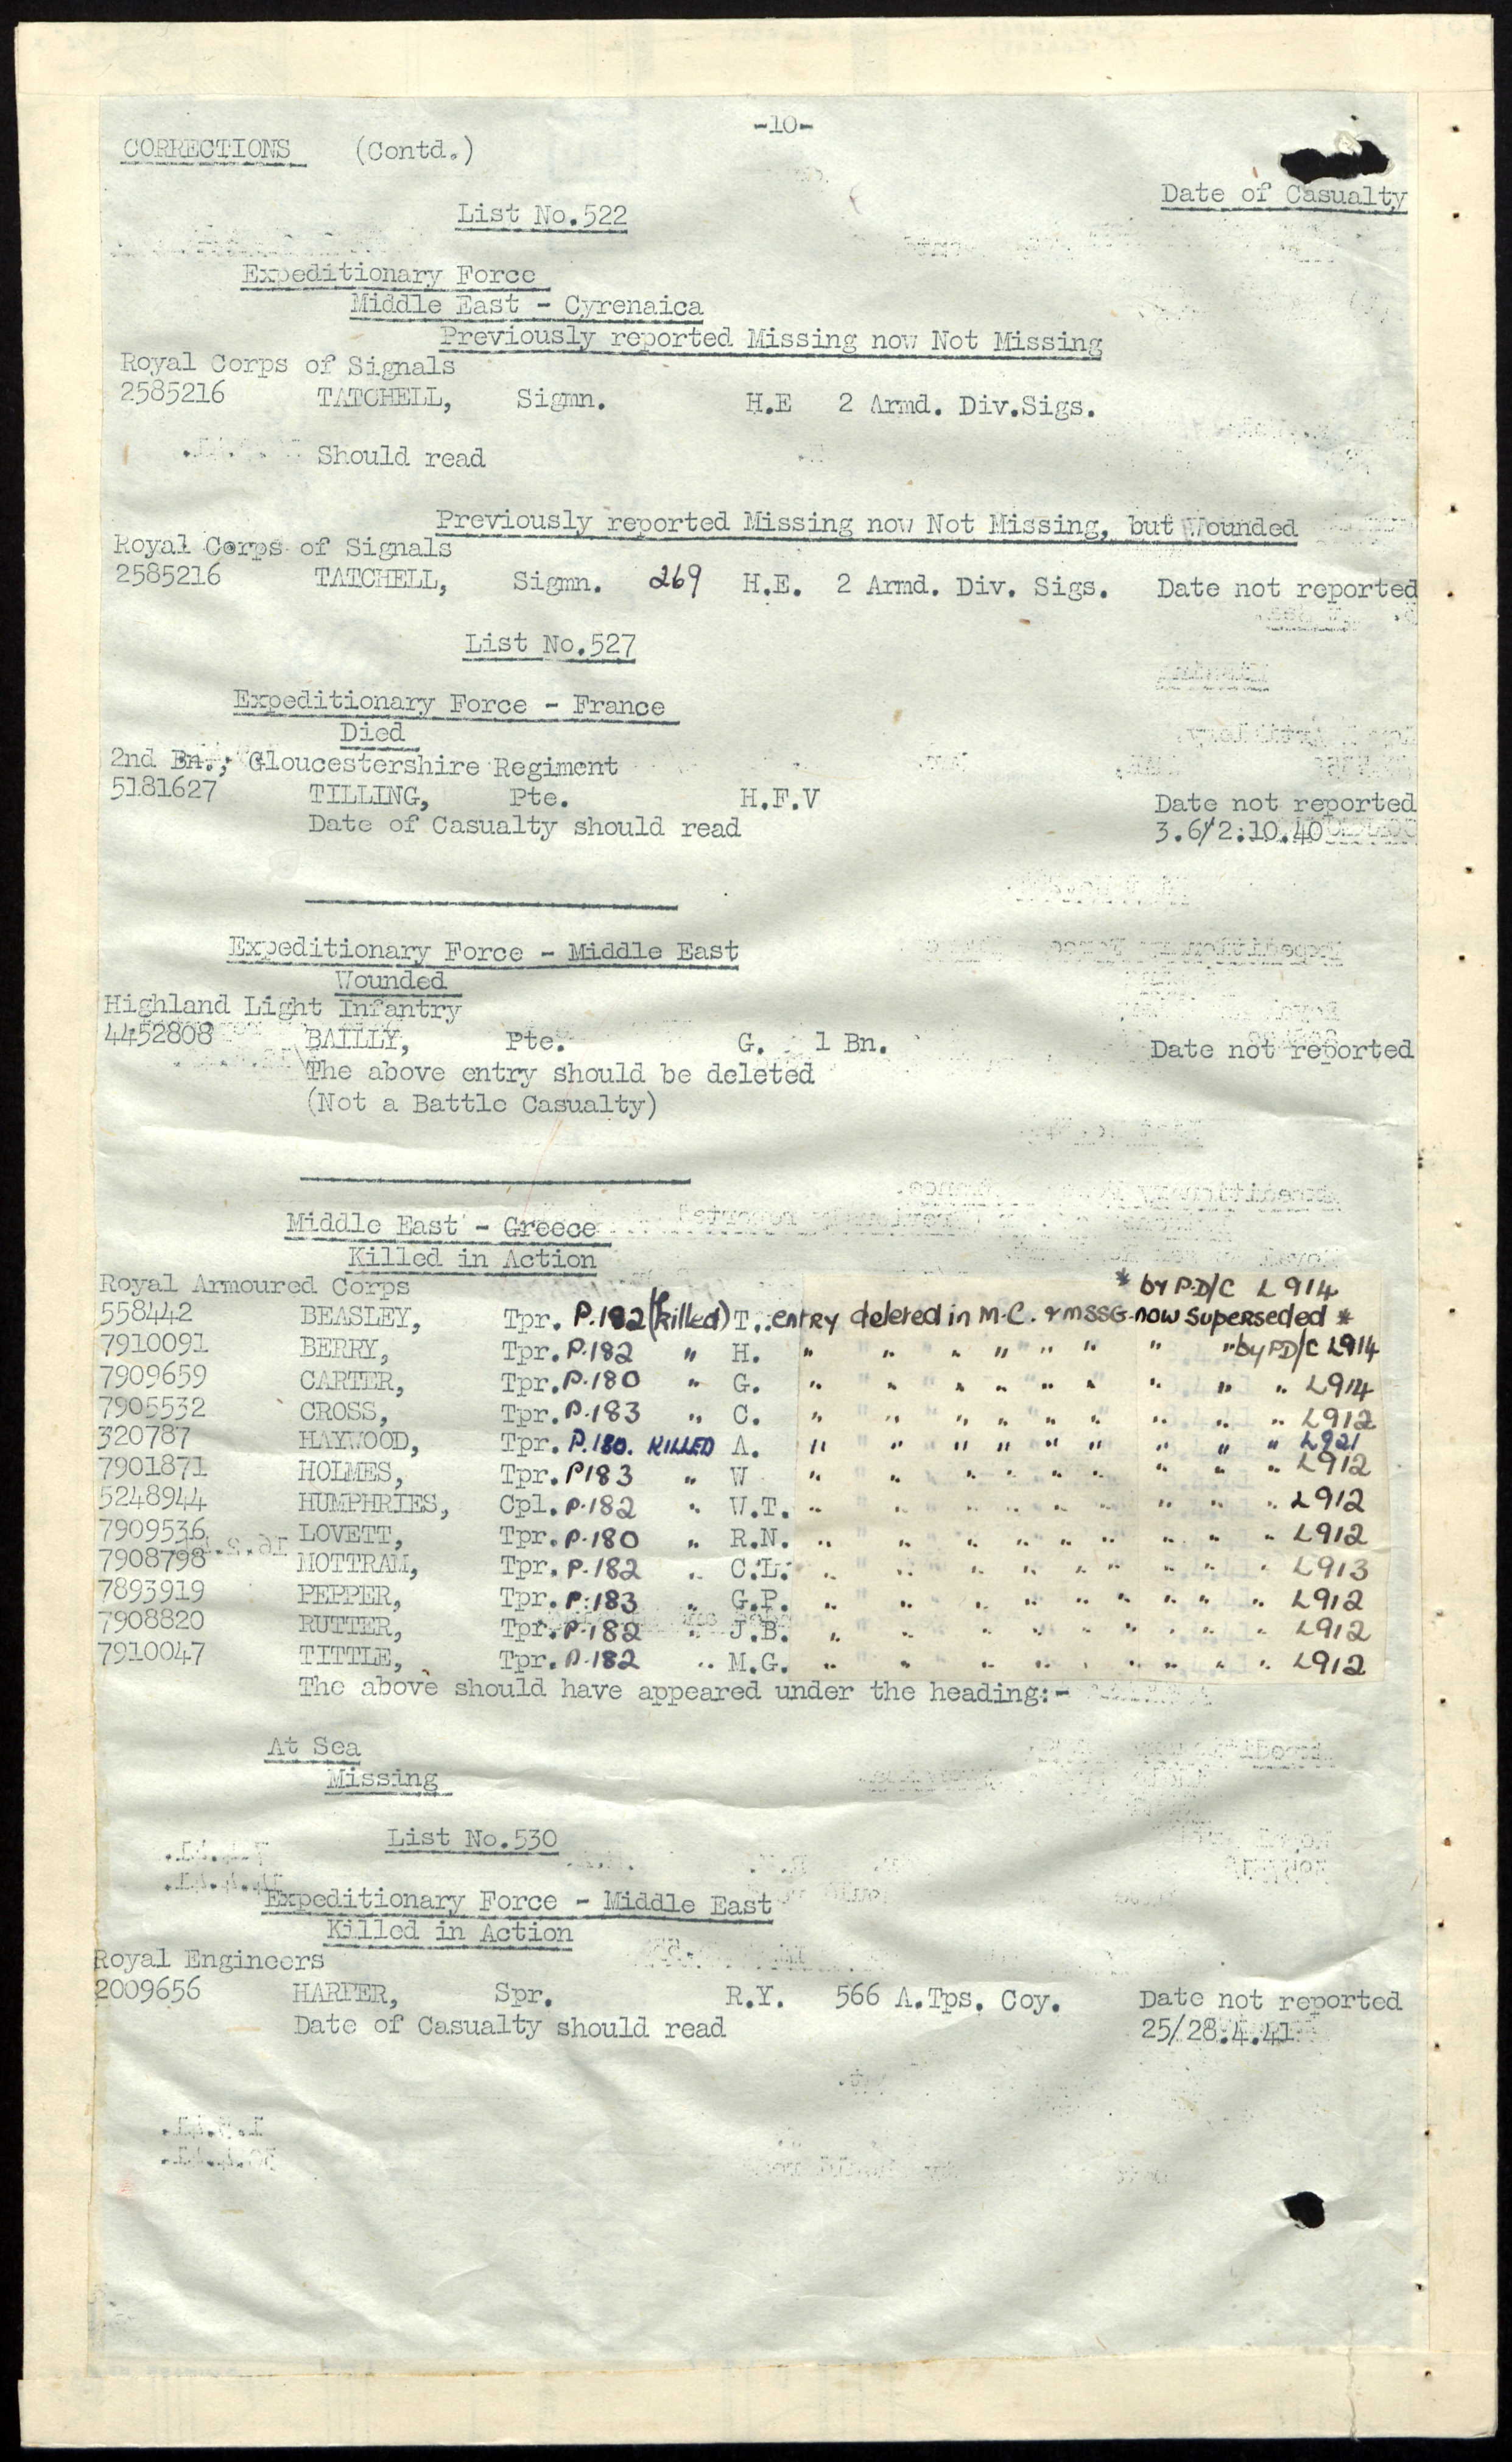 -10-
CORRECTIONS (Contd.)
Date of Casualty
List No.522
Expeditionary Force
Middle East - Cyrenaica
Previously reported Missing now Not Missing
Royal Corps of Signals
2585216 TATCHELL, Sigmn. H.E 2 Armd. Div.Sigs.
Should read
Previously reported Missing now Not Missing, but Wounded
Royal Corps of Signals
2585216 TATCHELL, Sigmn. 269 H.E. 2 Armd. Div. Sigs. Date not reported
List No.527
Expeditionary Force - France
Died
2nd Bn., Gloucestershire Regiment
5181627 TILLING, Pte. H.F.V Date not reported
Date of Casualty should read 3.6/2.10.40
Expeditionary Force - Middle East
Wounded
Highland Light Infantry
4452808 BAILLY, Pte. G. 1 Bn. Date not reported
The above entry should be deleted
(Not a Battle Casualty)
Middle East - Greece
Killed in Action
Royal Armoured Corps * by P.D/C L914
558442 BEASLEY, Tpr. P.182 (killed) T. entry deleted in M.C. & MSSG now superseded *
7910091 BERRY, Tpr. P.182 " H. " " " " " " " " by PD/C L914
7909659 CARTER, Tpr. P.180 " G. " " " " " " " " " L914
7905532 CROSS, Tpr. P.183 " C. " " " " " " " " " L912
320787 HAYWOOD, Tpr. P.180. KILLED A. " " " " " " " " " L921
7901871 HOLMES, Tpr. P183 " W " " " " " " " " " L912
5248944 HUMPHRIES, Cpl. P.182 " W.T. " " " " " " " " " L912
7909536 LOVETT, Tpr. P.180 " R.N. " " " " " " " " " L912
7908798 MOTTRAM, Tpr. P.182 " C.L. " " " " " " " " " L913
7893919 PEPPER, Tpr. P.183 " G.P. " " " " " " " " " L912
7908820 RUTTER, Tpr. P.182 " J.B. " " " " " " " " " L912
7910047 TITTLE, Tpr. P.182 " M.G. " " " " " " " " " L912
The above should have appeared under the heading:-
At Sea
Missing
List No.530
Expeditionary Force - Middle East
Killed in Action
Royal Engineers
2009656 HARPER, Spr. R.Y. 566 A.Tps. Coy. Date not reported
Date of Casualty should read 25/28.4.41